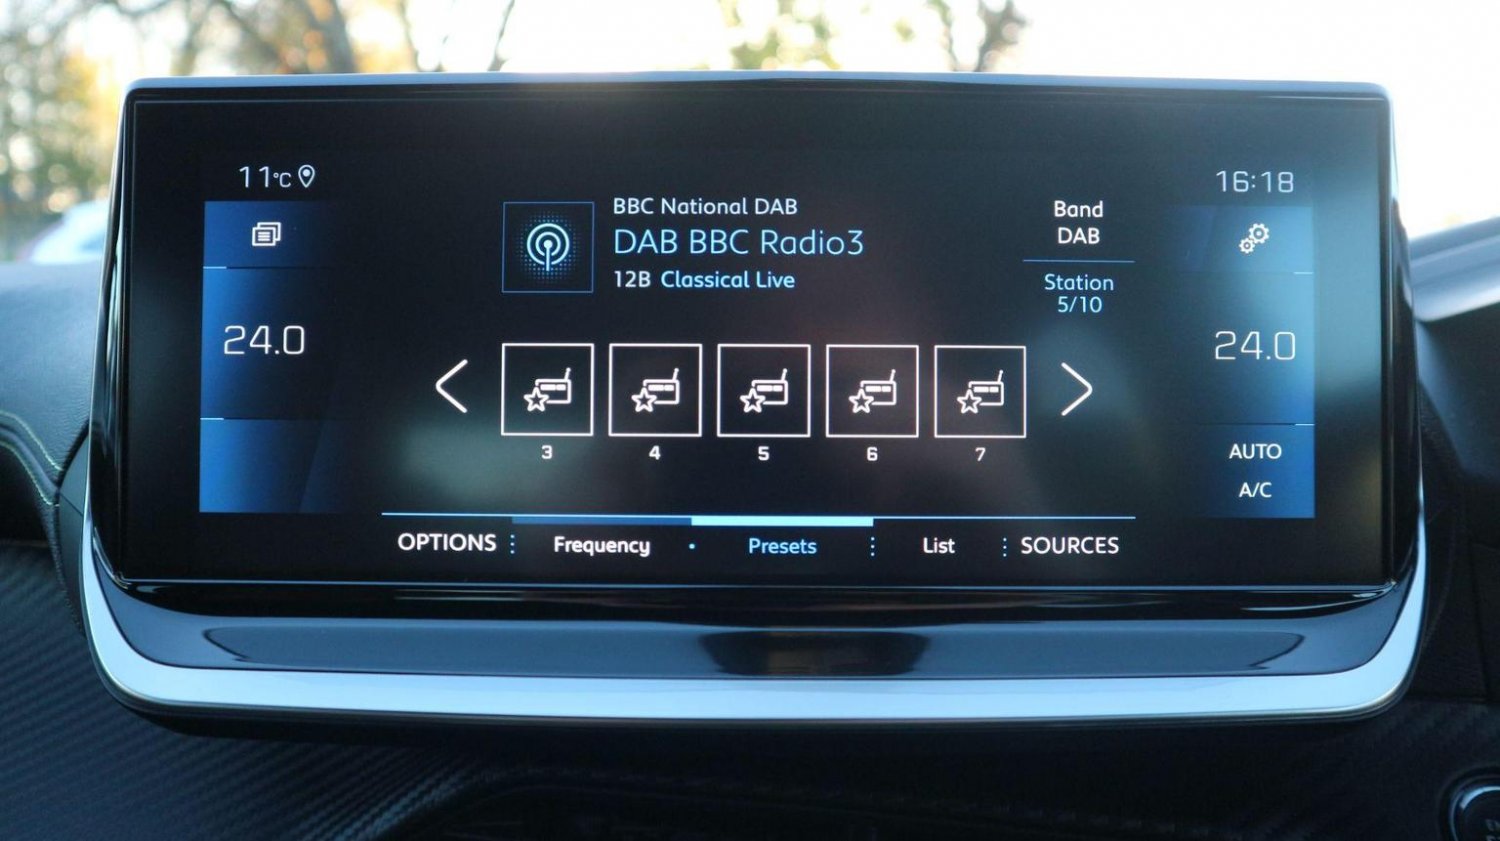 11°C
16:18
BBC National DAB
DAB BBC Radio3
12B Classical Live
Band
DAB
Station
5/10
24.0
24.0
3 4 5 6 7
AUTO
A/C
OPTIONS Frequency Presets List SOURCES